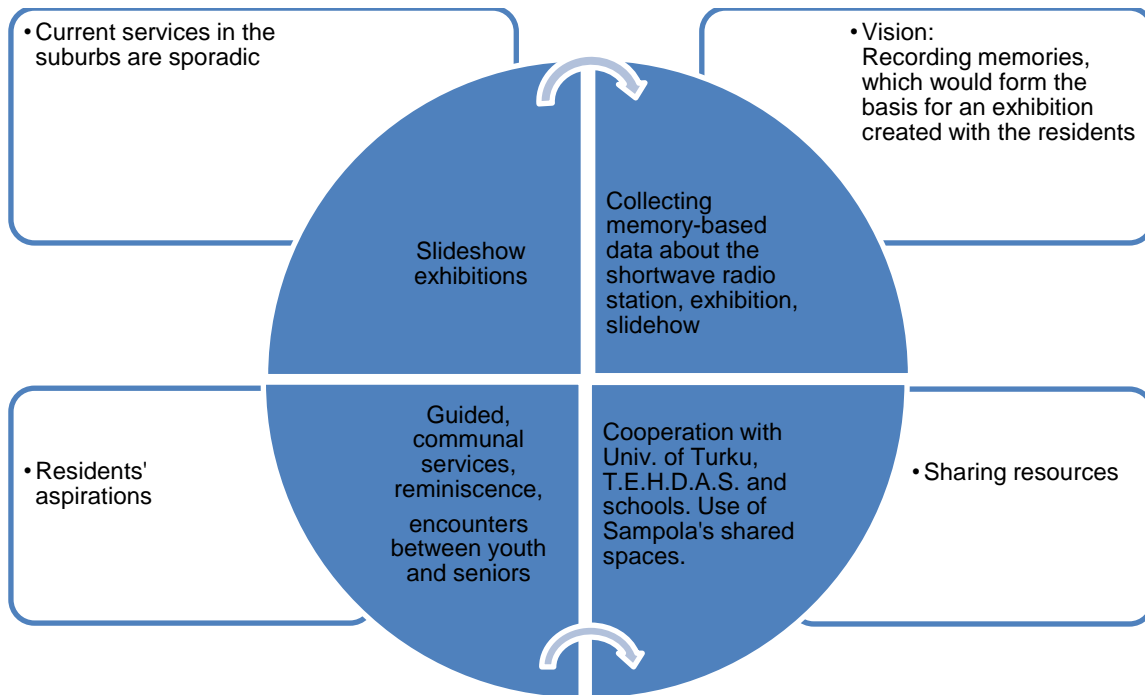 • Current services in the
suburbs are sporadic
• Vision:
Recording memories,
which would form the
basis for an exhibition
created with the
residents
Slideshow
exhibitions
Collecting
memory-based
data about the
shortwave radio
station, exhibition,
slidehow
• Residents'
aspirations
Guided,
communal
services,
reminiscence,
encounters
between youth
and seniors
Cooperation with
Univ. of Turku,
T.E.H.D.A.S. and
schools. Use of
Sampola's shared
spaces.
• Sharing resources